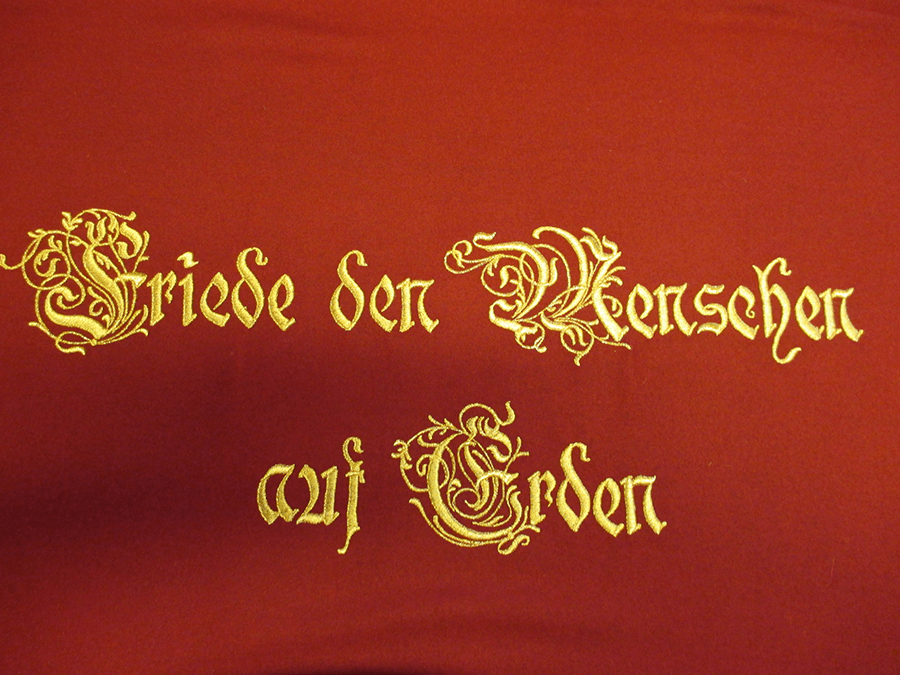 Friede den Menschen
auf Erden